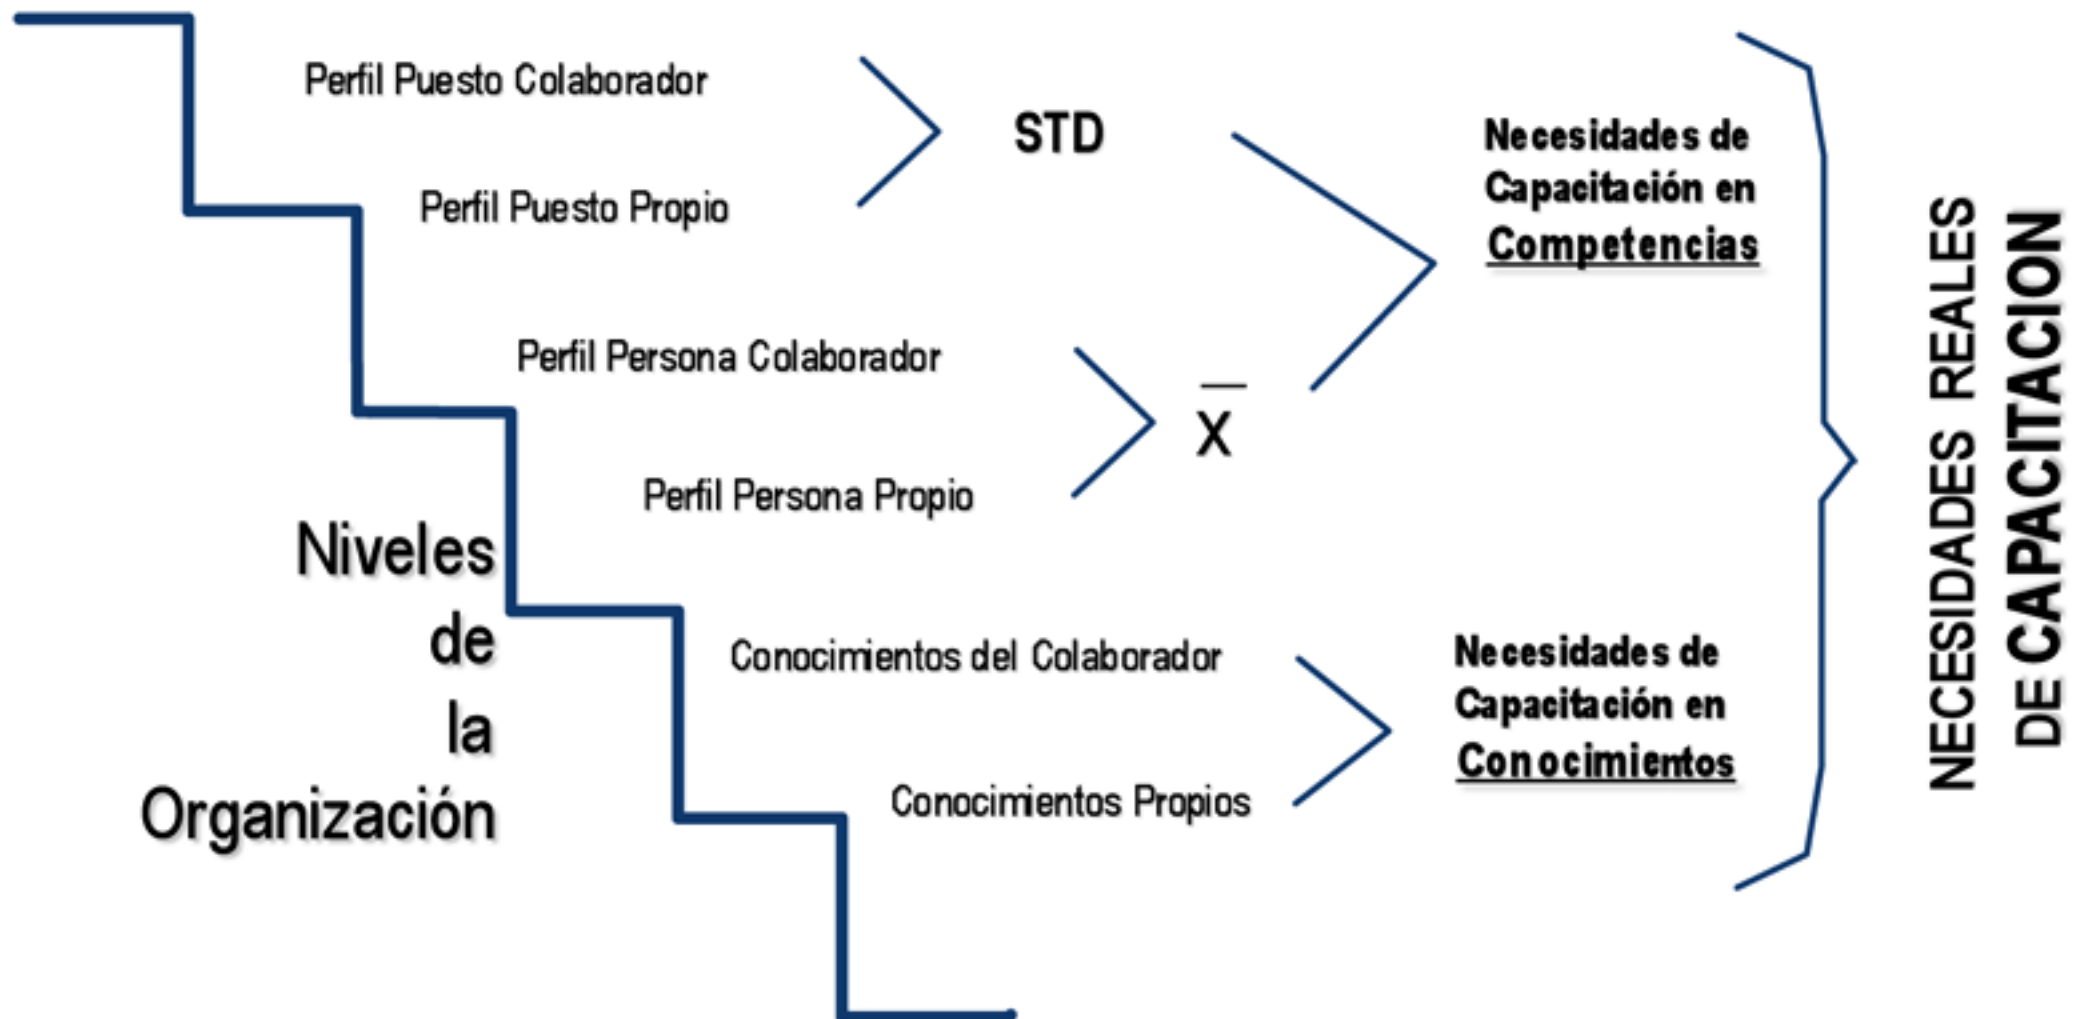 Perfil Puesto Colaborador
Perfil Puesto Propio
STD
Perfil Persona Colaborador
Perfil Persona Propio
X̄
Necesidades de
Capacitación en
Competencias
Niveles
de
la
Organización
Conocimientos del Colaborador
Conocimientos Propios
Necesidades de
Capacitación en
Conocimientos
NECESIDADES REALES
DE CAPACITACION